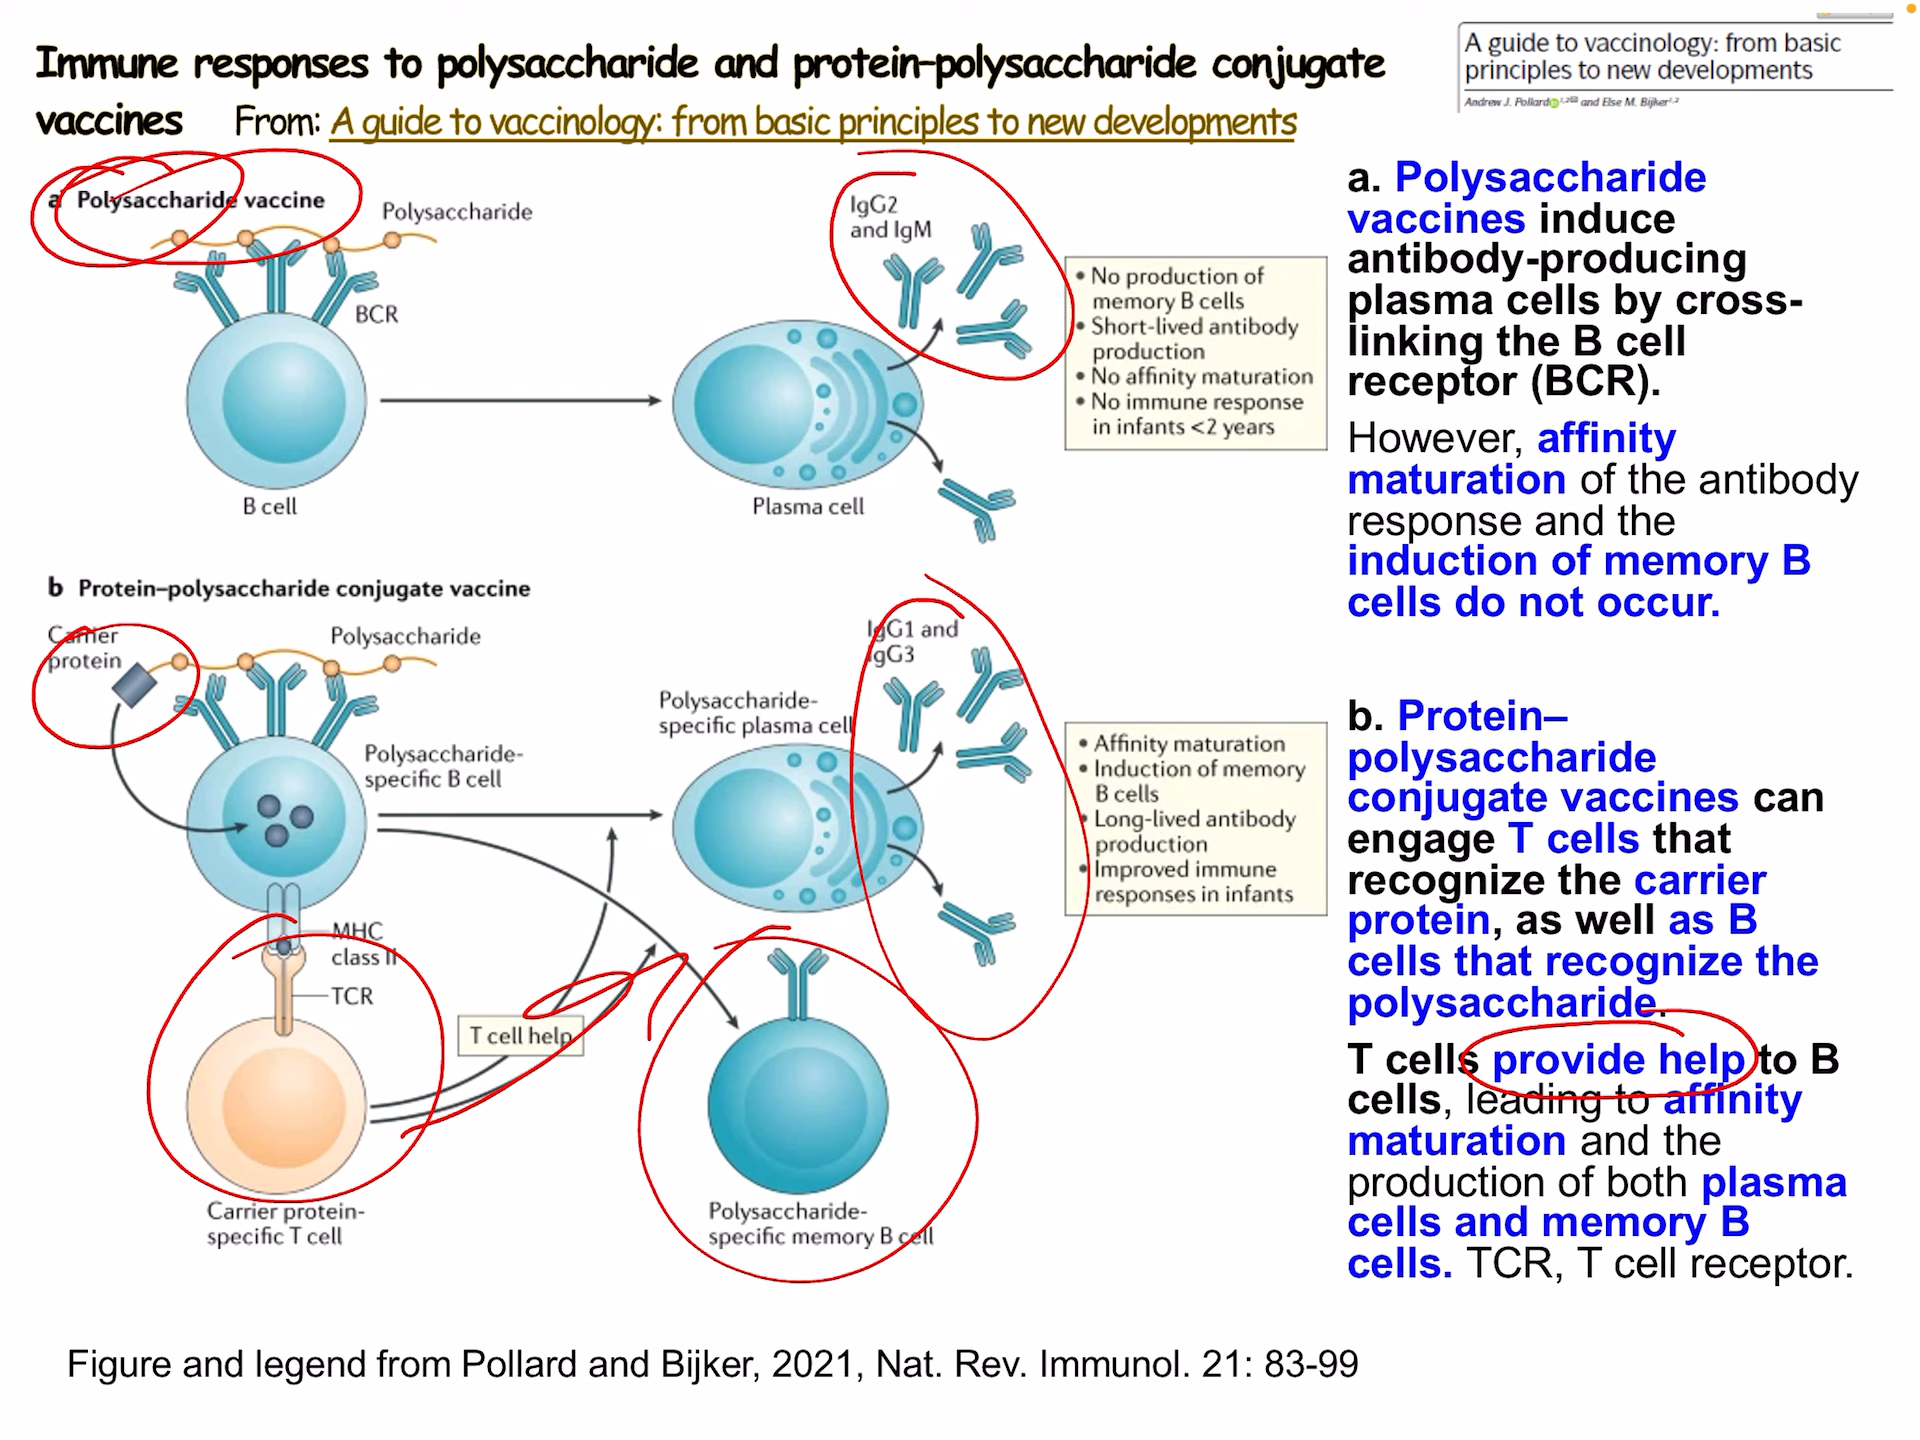 Immune responses to polysaccharide and protein–polysaccharide conjugate
vaccines From: A guide to vaccinology: from basic principles to new developments
A guide to vaccinology: from basic
principles to new developments
Andrew J. Pollard 1,2 and Else M. Bijker1,2
a Polysaccharide vaccine
Polysaccharide
BCR
B cell
Plasma cell
IgG2
and IgM
• No production of
memory B cells
• Short-lived antibody
production
• No affinity maturation
• No immune response
in infants <2 years
a. Polysaccharide
vaccines induce
antibody-producing
plasma cells by cross-
linking the B cell
receptor (BCR).
However, affinity
maturation of the antibody
response and the
induction of memory B
cells do not occur.
b Protein–polysaccharide conjugate vaccine
Carrier
protein
Polysaccharide
Polysaccharide-
specific B cell
MHC
class II
TCR
T cell help
Carrier protein-
specific T cell
Polysaccharide-
specific plasma cell
IgG1 and
IgG3
Polysaccharide-
specific memory B cell
• Affinity maturation
• Induction of memory
B cells
• Long-lived antibody
production
• Improved immune
responses in infants
b. Protein–
polysaccharide
conjugate vaccines can
engage T cells that
recognize the carrier
protein, as well as B
cells that recognize the
polysaccharide.
T cells provide help to B
cells, leading to affinity
maturation and the
production of both plasma
cells and memory B
cells. TCR, T cell receptor.
Figure and legend from Pollard and Bijker, 2021, Nat. Rev. Immunol. 21: 83-99